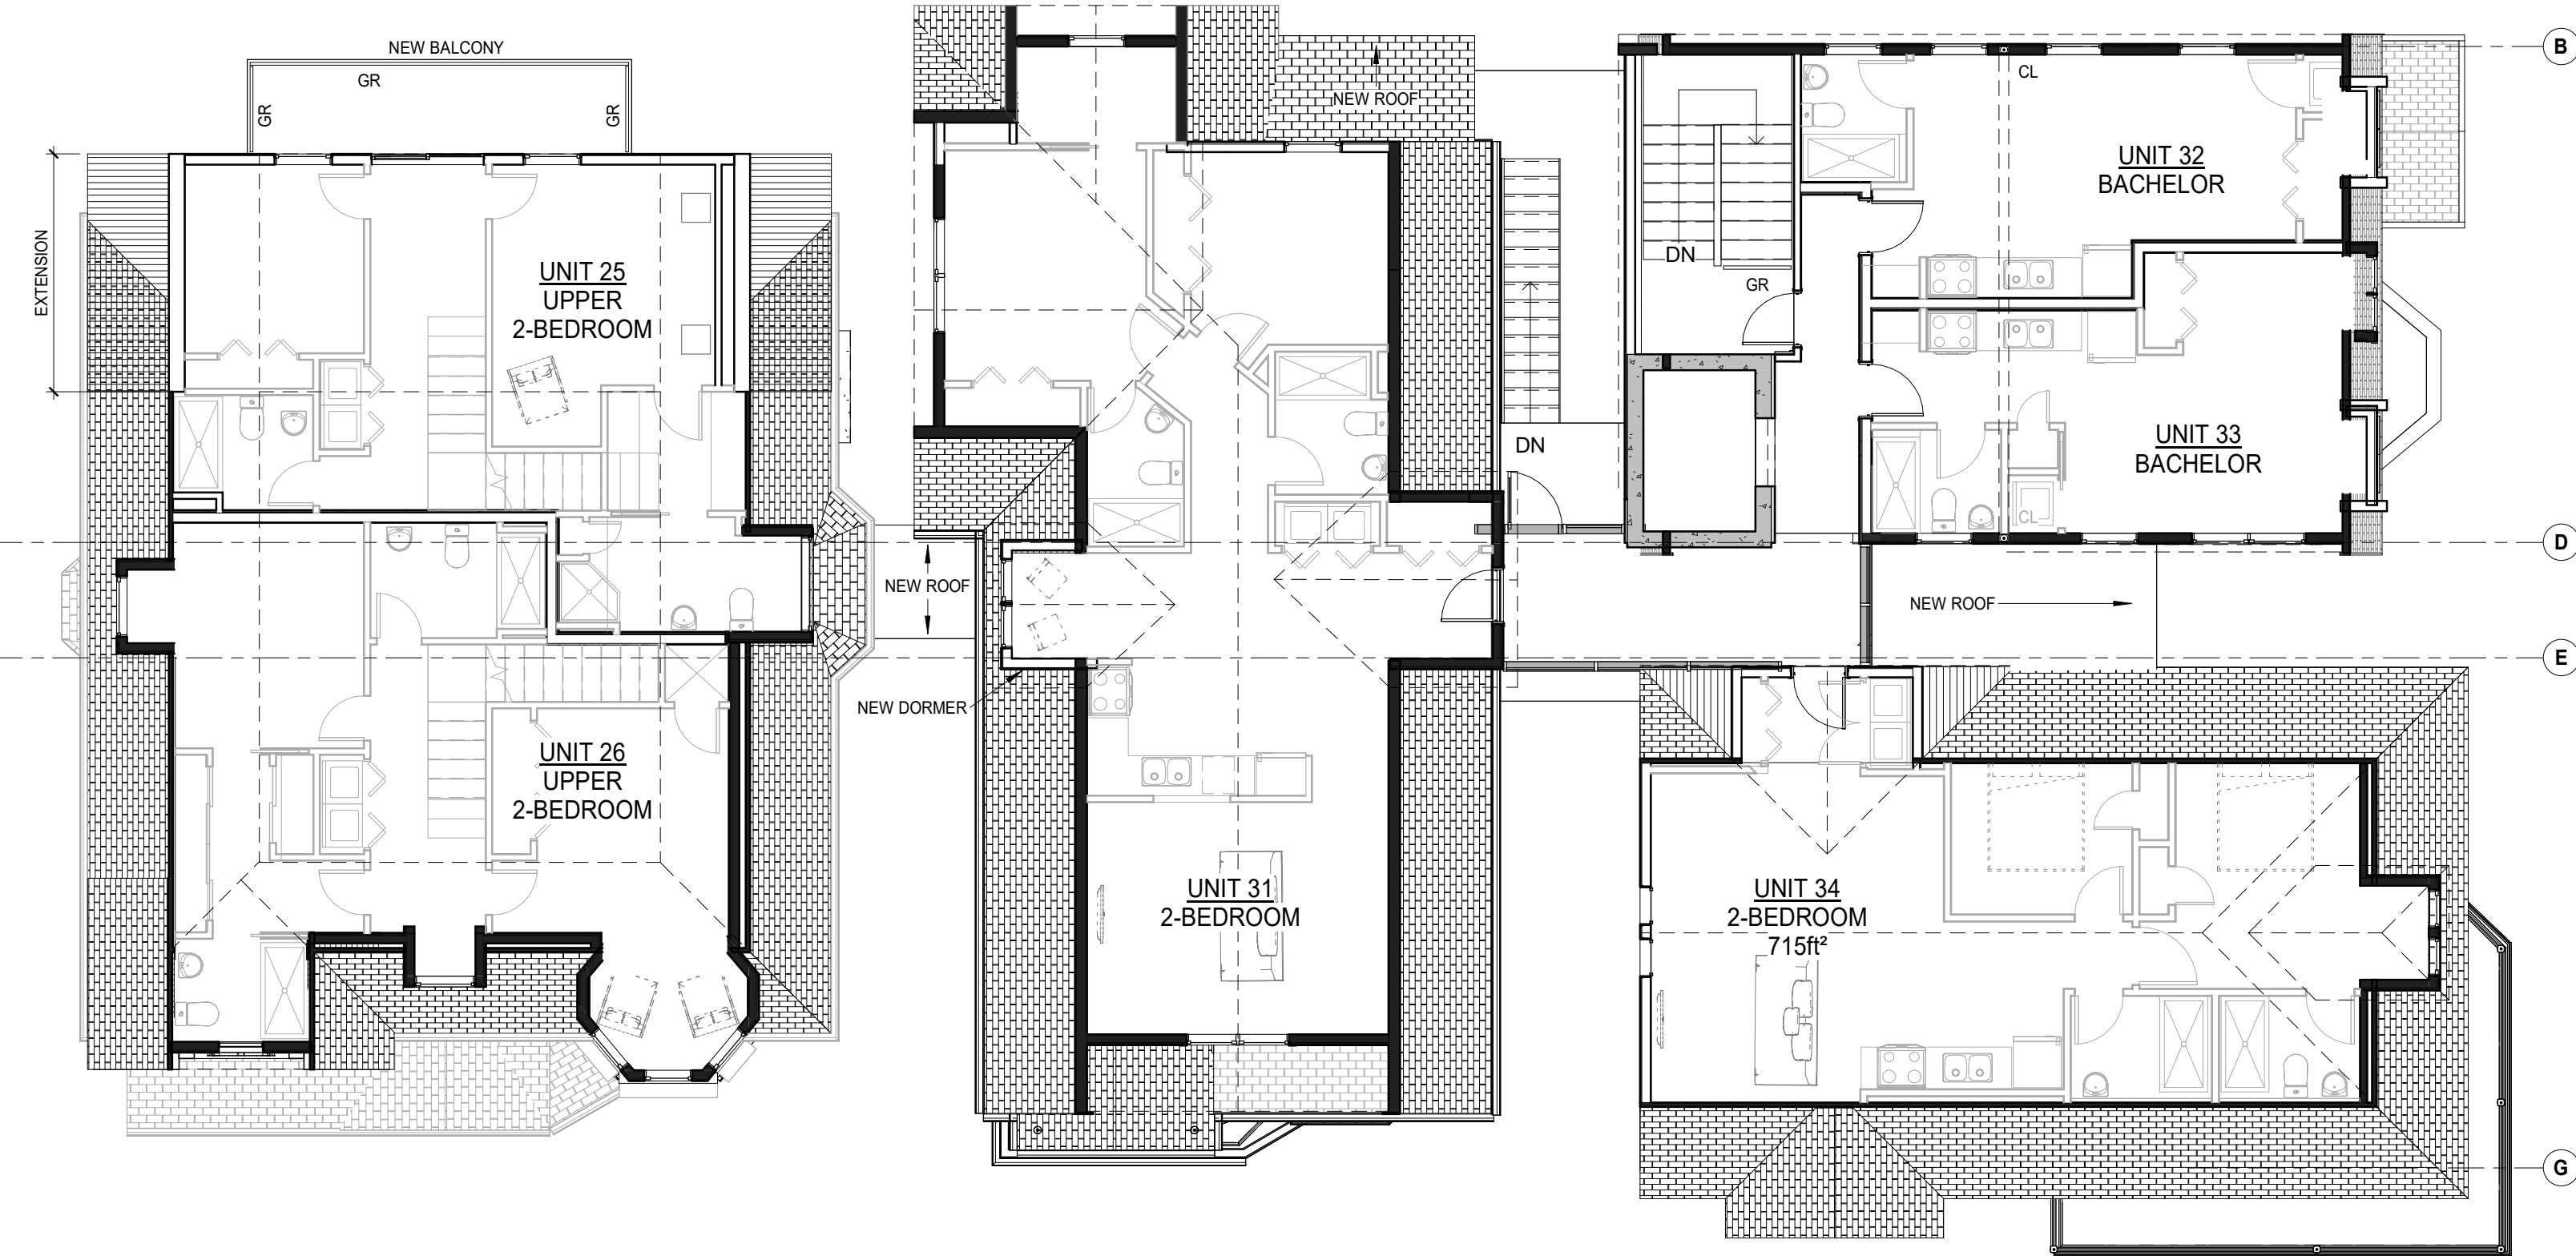 NEW BALCONY
GR
GR
GR
EXTENSION
UNIT 25
UPPER
2-BEDROOM
UNIT 26
UPPER
2-BEDROOM
NEW ROOF
NEW ROOF
NEW DORMER
UNIT 31
2-BEDROOM
DN
DN
GR
CL
UNIT 32
BACHELOR
UNIT 33
BACHELOR
CL
NEW ROOF
UNIT 34
2-BEDROOM
715ft²
B
D
E
G